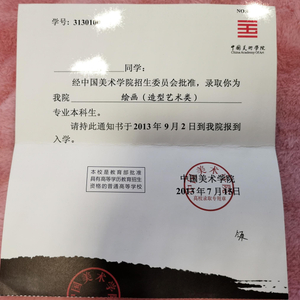 学号：3130100
NO.
中国美术学院
China Academy of Art
同学：
经中国美术学院招生委员会批准，录取你为
我院 绘画（造型艺术类）
专业本科生。
请持此通知书于2013年9月2日到我院报到
入学。
本校是教育部批准
具有高等学历教育招生
资格的普通高等学校
中国美术学院
2013年7月15日